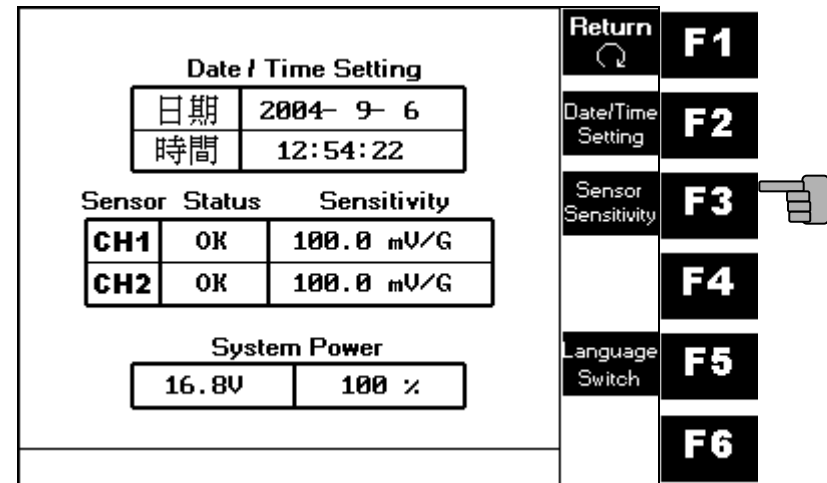 Date / Time Setting
日期 2004- 9- 6
時間 12:54:22
Sensor Status Sensitivity
CH1 OK 100.0 mV/G
CH2 OK 100.0 mV/G
System Power
16.8V 100 %
Return
F1
Date/Time
Setting
F2
Sensor
Sensitivity
F3
F4
Language
Switch
F5
F6